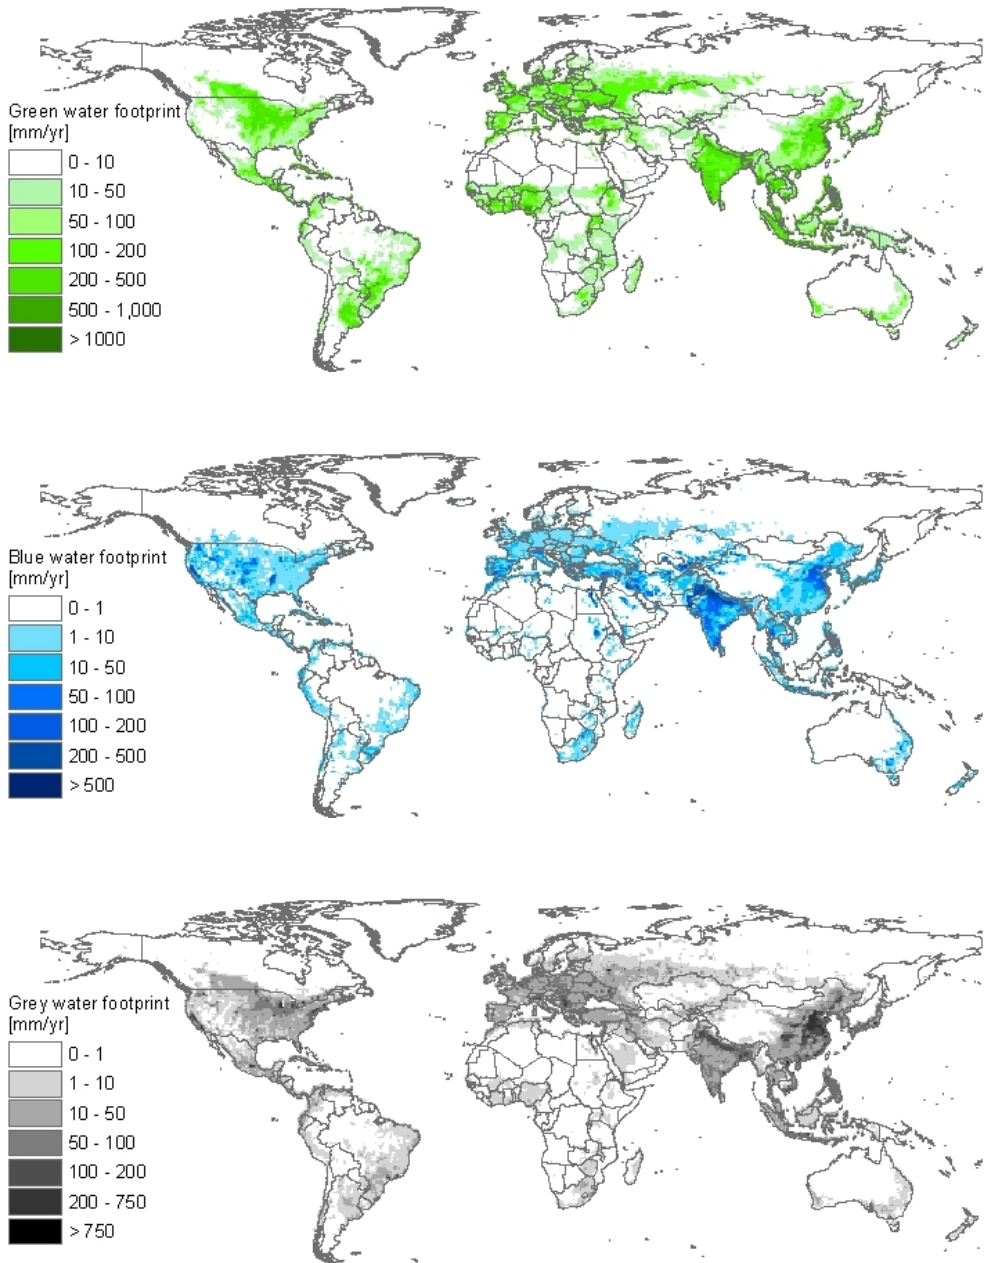 Green water footprint
[mm/yr]
0 - 10
10 - 50
50 - 100
100 - 200
200 - 500
500 - 1,000
> 1000
Blue water footprint
[mm/yr]
0 - 1
1 - 10
10 - 50
50 - 100
100 - 200
200 - 500
> 500
Grey water footprint
[mm/yr]
0 - 1
1 - 10
10 - 50
50 - 100
100 - 200
200 - 750
> 750